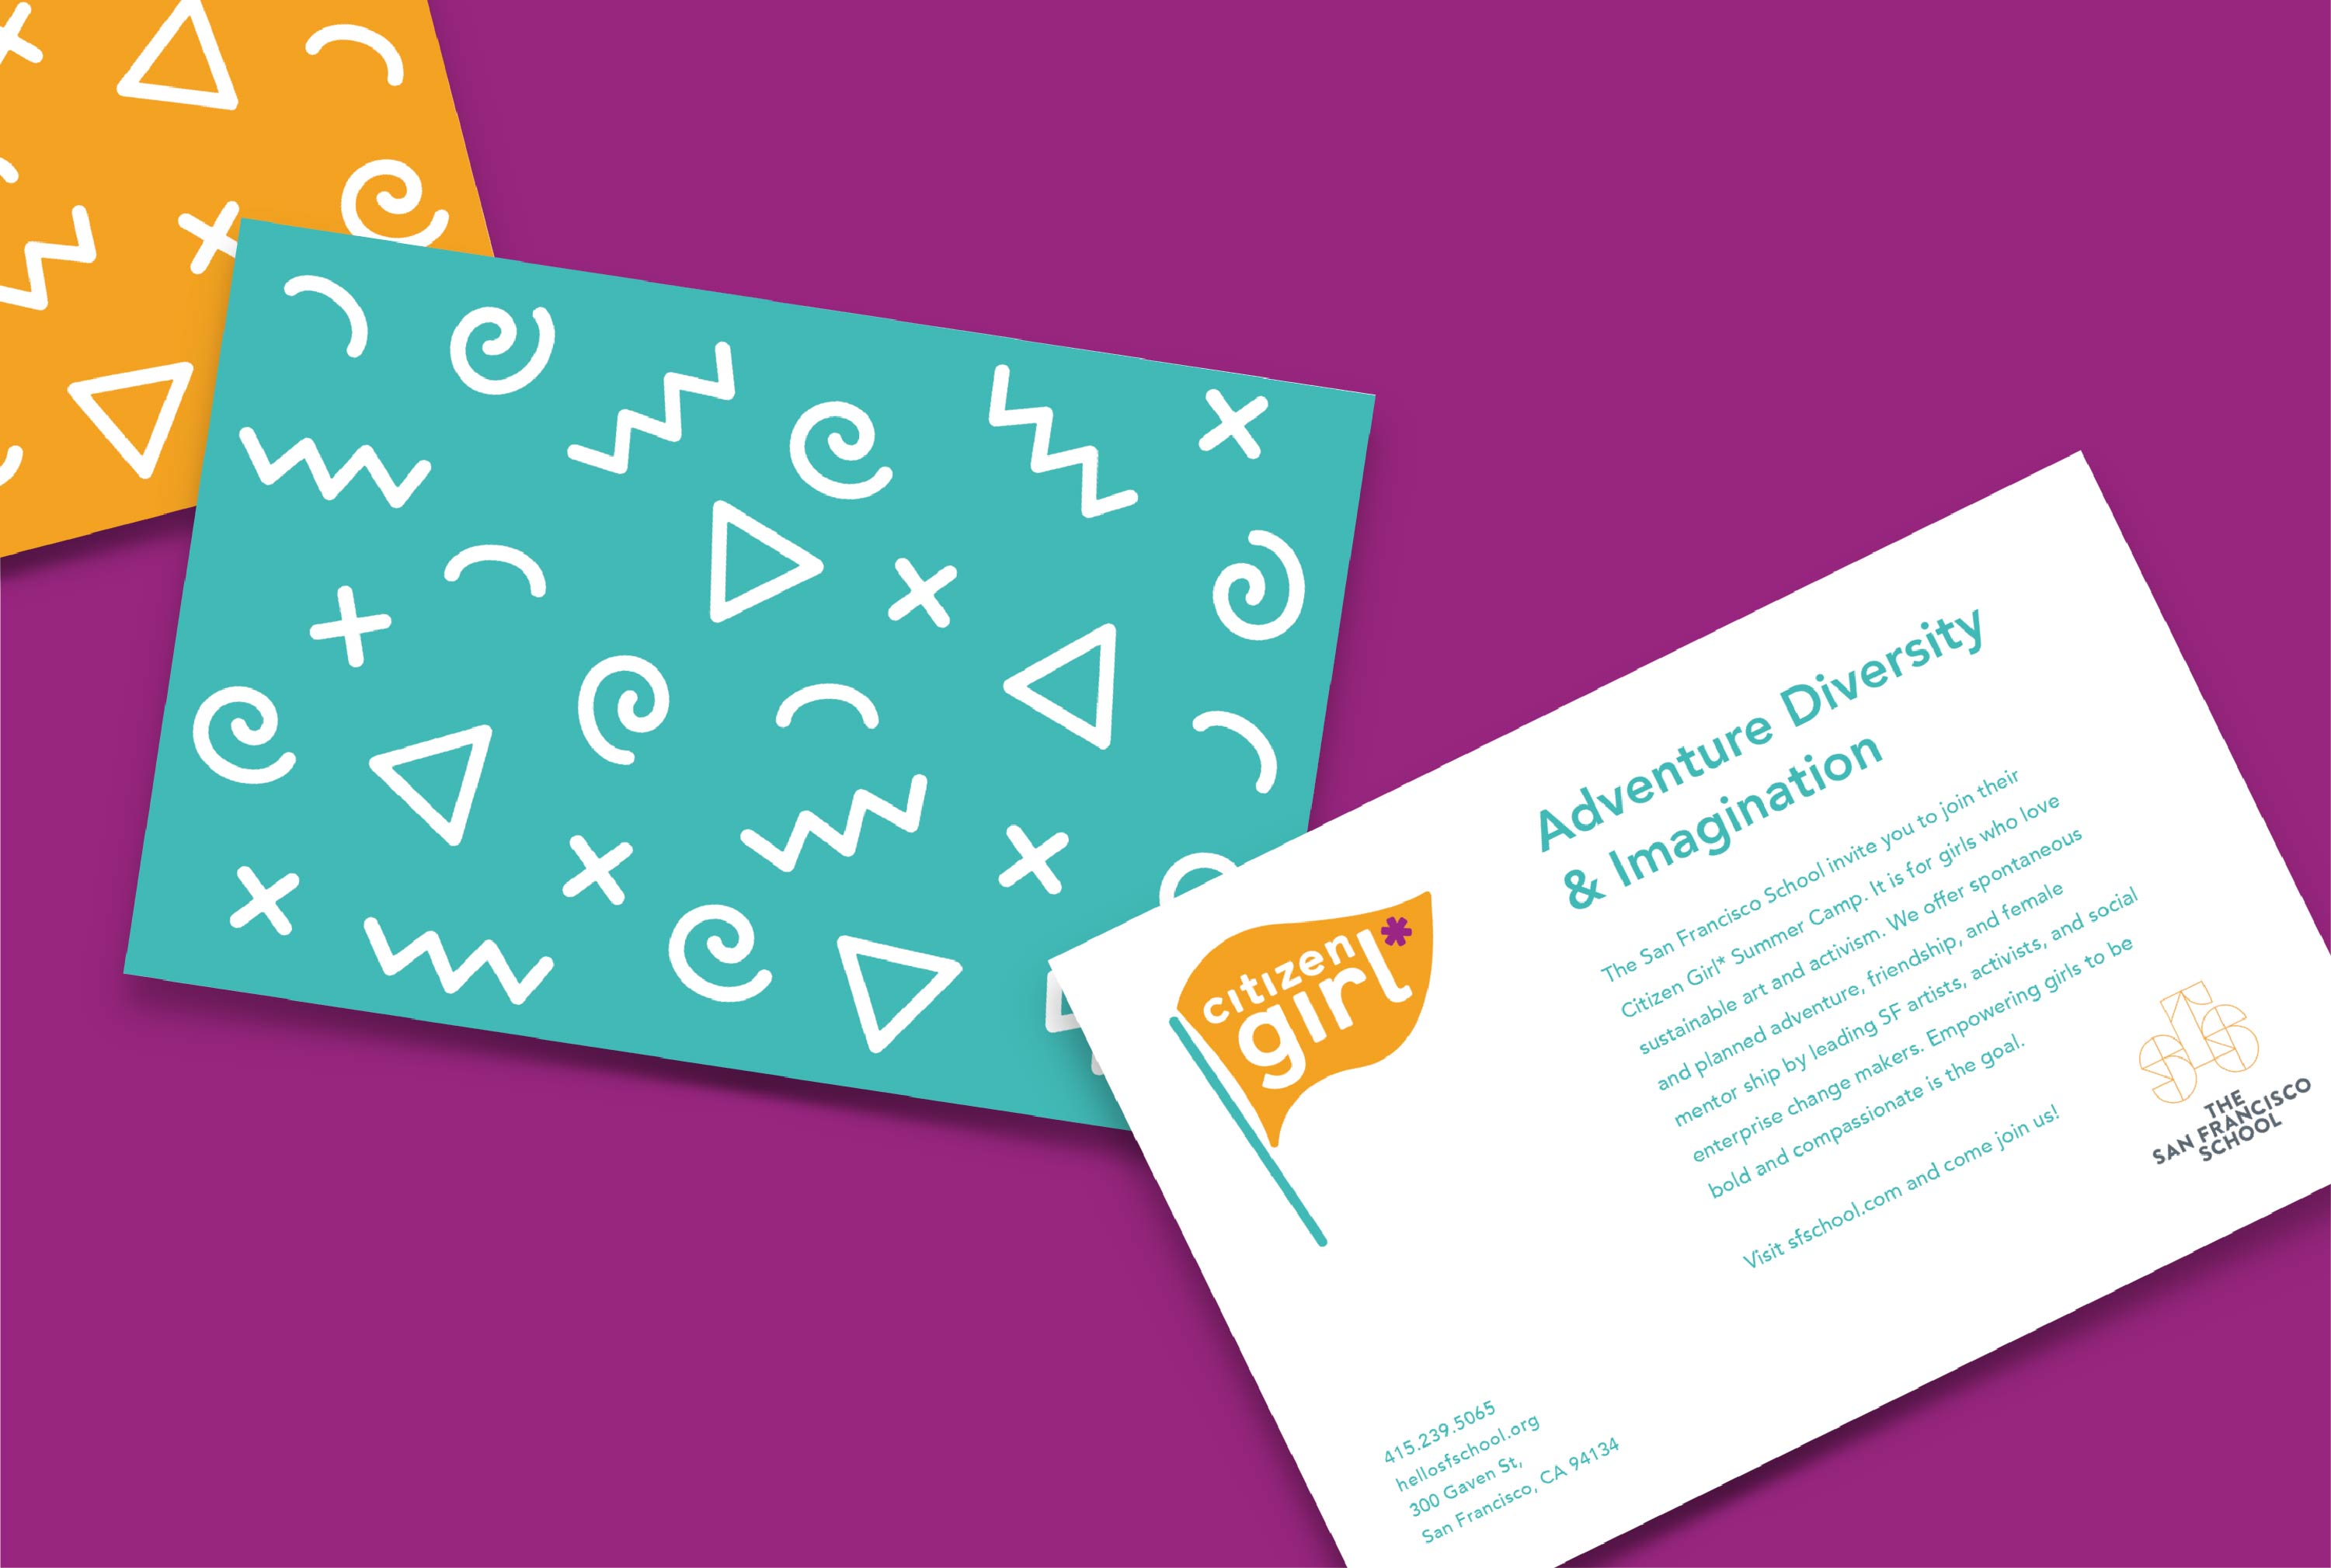 citizen
girl*
Adventure Diversity
& Imagination
The San Francisco School invite you to join their
Citizen Girl* Summer Camp. It is for girls who love
sustainable art and activism. We offer spontaneous
and planned adventure, friendship, and female
mentor ship by leading SF artists, activists, and social
enterprise change makers. Empowering girls to be
bold and compassionate is the goal.
Visit sfschool.com and come join us!
sfs
THE
SAN FRANCISCO
SCHOOL
415.239.5065
hellosfschool.org
300 Gaven St,
San Francisco, CA 94134